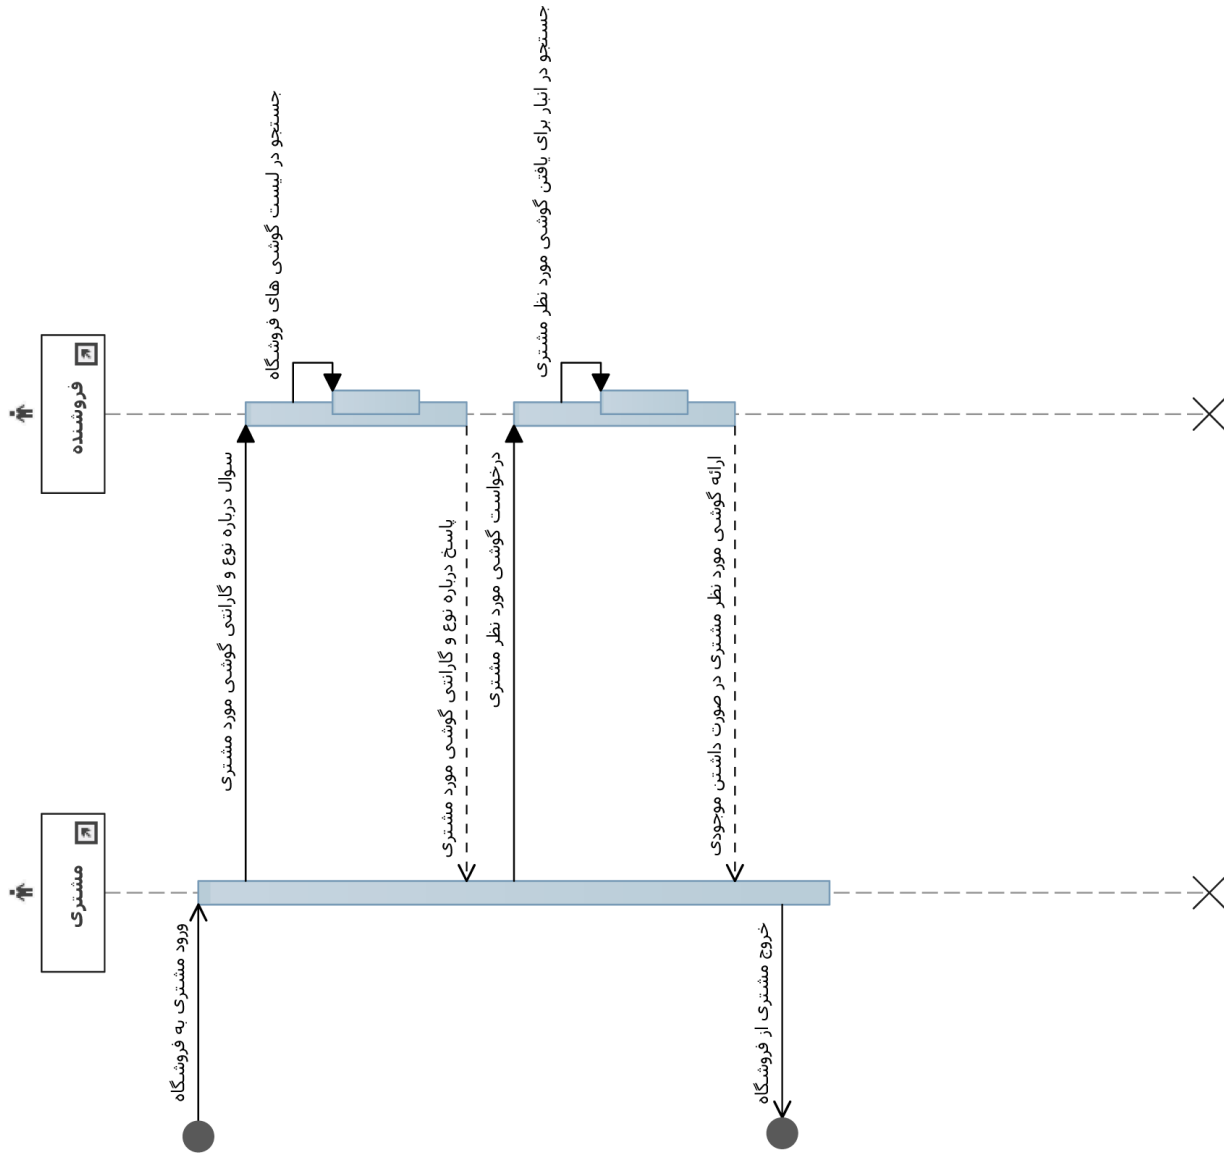 مشتری
فروشنده
ورود مشتری به فروشگاه
سوال درباره نوع و گارانتی گوشی مورد مشتری
جستجو در لیست گوشی های فروشگاه
پاسخ درباره نوع و گارانتی گوشی مورد مشتری
درخواست گوشی مورد نظر مشتری
جستجو در انبار برای یافتن گوشی مورد نظر مشتری
ارائه گوشی مورد نظر مشتری در صورت داشتن موجودی
خروج مشتری از فروشگاه